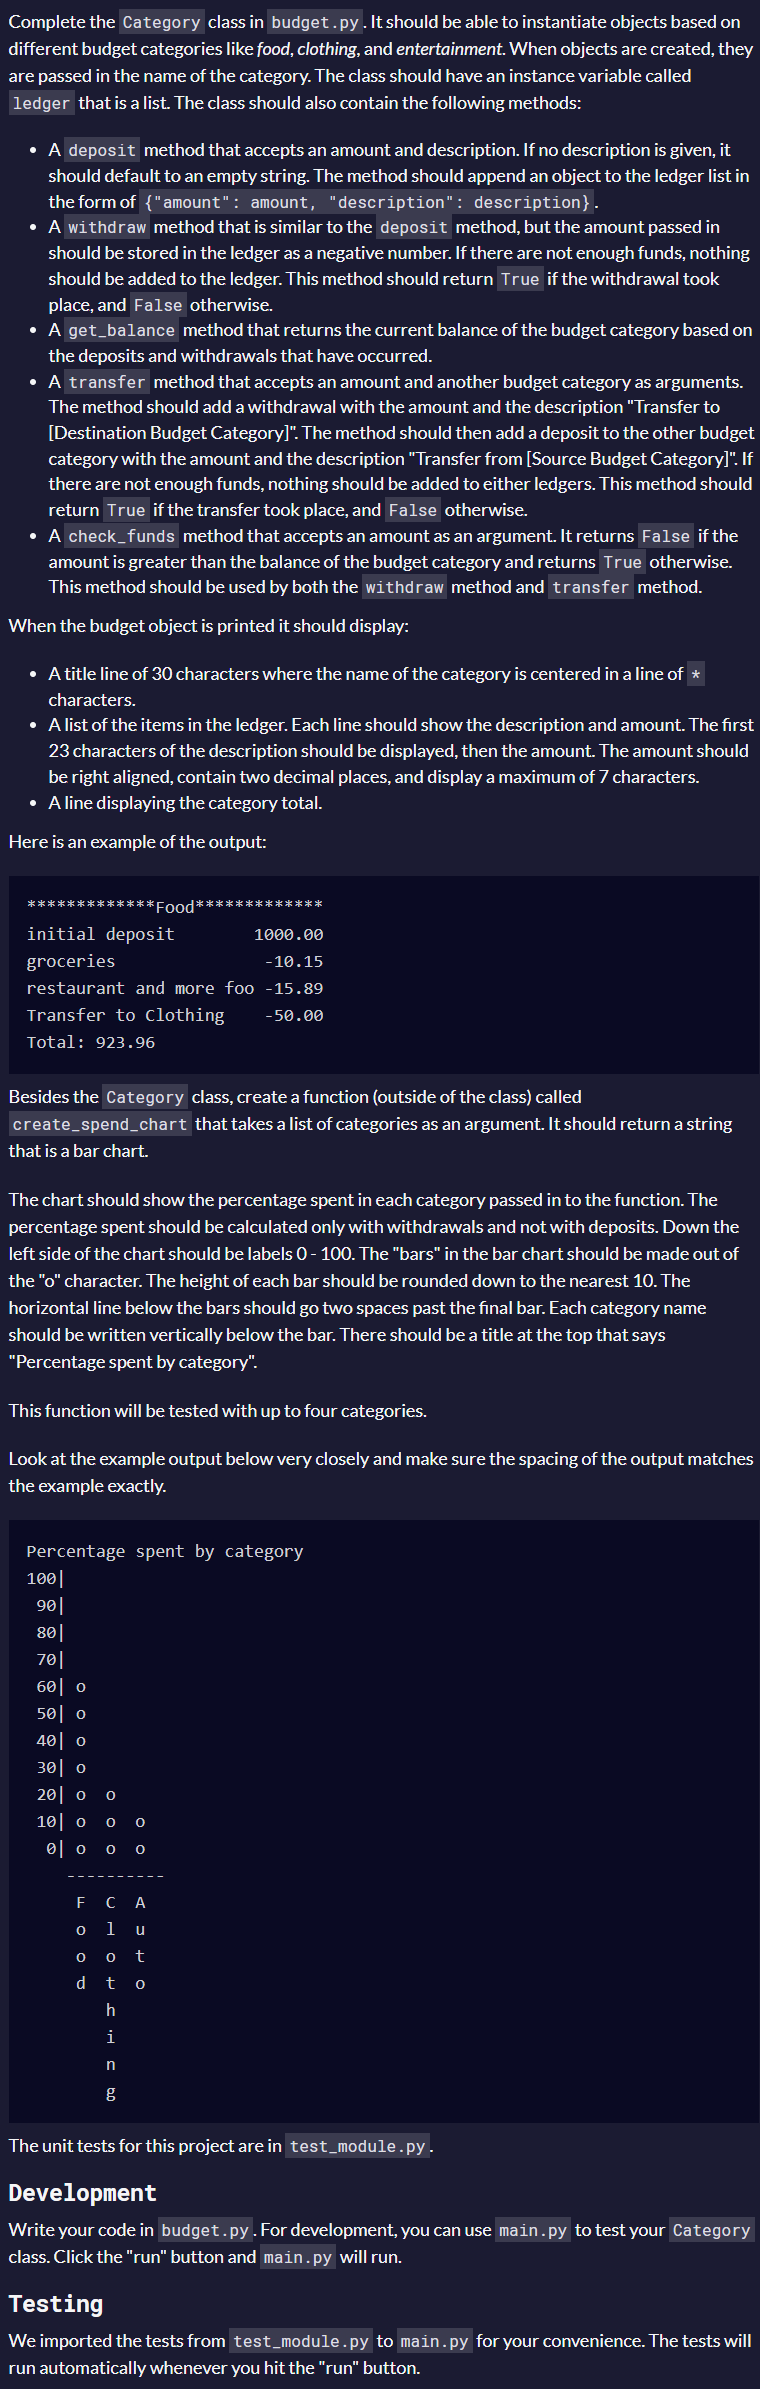 Complete the Category class in budget.py. It should be able to instantiate objects based on
different budget categories like food, clothing, and entertainment. When objects are created, they
are passed in the name of the category. The class should have an instance variable called
ledger that is a list. The class should also contain the following methods:
• A deposit method that accepts an amount and description. If no description is given, it
should default to an empty string. The method should append an object to the ledger list in
the form of {"amount": amount, "description": description}.
• A withdraw method that is similar to the deposit method, but the amount passed in
should be stored in the ledger as a negative number. If there are not enough funds, nothing
should be added to the ledger. This method should return True if the withdrawal took
place, and False otherwise.
• A get_balance method that returns the current balance of the budget category based on
the deposits and withdrawals that have occurred.
• A transfer method that accepts an amount and another budget category as arguments.
The method should add a withdrawal with the amount and the description "Transfer to
[Destination Budget Category]". The method should then add a deposit to the other budget
category with the amount and the description "Transfer from [Source Budget Category]". If
there are not enough funds, nothing should be added to either ledgers. This method should
return True if the transfer took place, and False otherwise.
• A check_funds method that accepts an amount as an argument. It returns False if the
amount is greater than the balance of the budget category and returns True otherwise.
This method should be used by both the withdraw method and transfer method.
When the budget object is printed it should display:
• A title line of 30 characters where the name of the category is centered in a line of *
characters.
• A list of the items in the ledger. Each line should show the description and amount. The first
23 characters of the description should be displayed, then the amount. The amount should
be right aligned, contain two decimal places, and display a maximum of 7 characters.
• A line displaying the category total.
Here is an example of the output:
*************Food*************
initial deposit        1000.00
groceries               -10.15
restaurant and more foo -15.89
Transfer to Clothing    -50.00
Total: 923.96
Besides the Category class, create a function (outside of the class) called
create_spend_chart that takes a list of categories as an argument. It should return a string
that is a bar chart.
The chart should show the percentage spent in each category passed in to the function. The
percentage spent should be calculated only with withdrawals and not with deposits. Down the
left side of the chart should be labels 0 - 100. The "bars" in the bar chart should be made out of
the "o" character. The height of each bar should be rounded down to the nearest 10. The
horizontal line below the bars should go two spaces past the final bar. Each category name
should be written vertically below the bar. There should be a title at the top that says
"Percentage spent by category".
This function will be tested with up to four categories.
Look at the example output below very closely and make sure the spacing of the output matches
the example exactly.
Percentage spent by category
100|
 90|
 80|
 70|
 60| o
 50| o
 40| o
 30| o
 20| o  o
 10| o  o  o
  0| o  o  o
    ----------
     F  C  A
     o  l  u
     o  o  t
     d  t  o
        h
        i
        n
        g
The unit tests for this project are in test_module.py.
Development
Write your code in budget.py. For development, you can use main.py to test your Category
class. Click the "run" button and main.py will run.
Testing
We imported the tests from test_module.py to main.py for your convenience. The tests will
run automatically whenever you hit the "run" button.